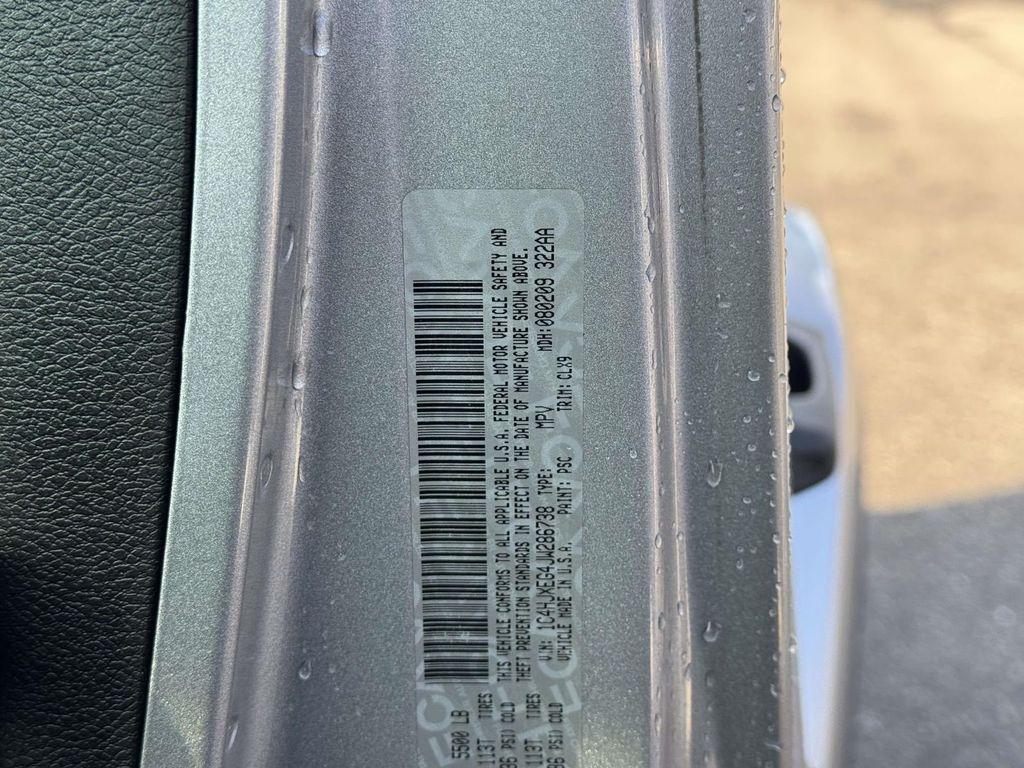 5500 LB
113T TIRES
36 PSI/ COLD
113T TIRES
36 PSI/ COLD
THIS VEHICLE CONFORMS TO ALL APPLICABLE U.S.A. FEDERAL MOTOR VEHICLE SAFETY AND
THEFT PREVENTION STANDARDS IN EFFECT ON THE DATE OF MANUFACTURE SHOWN ABOVE.
VIN: 1C4HJXEG4JW286738 TYPE: MPV MDH:080209 322AA
VEHICLE MADE IN U.S.A. PAINT: PSC TRIM: CLX9